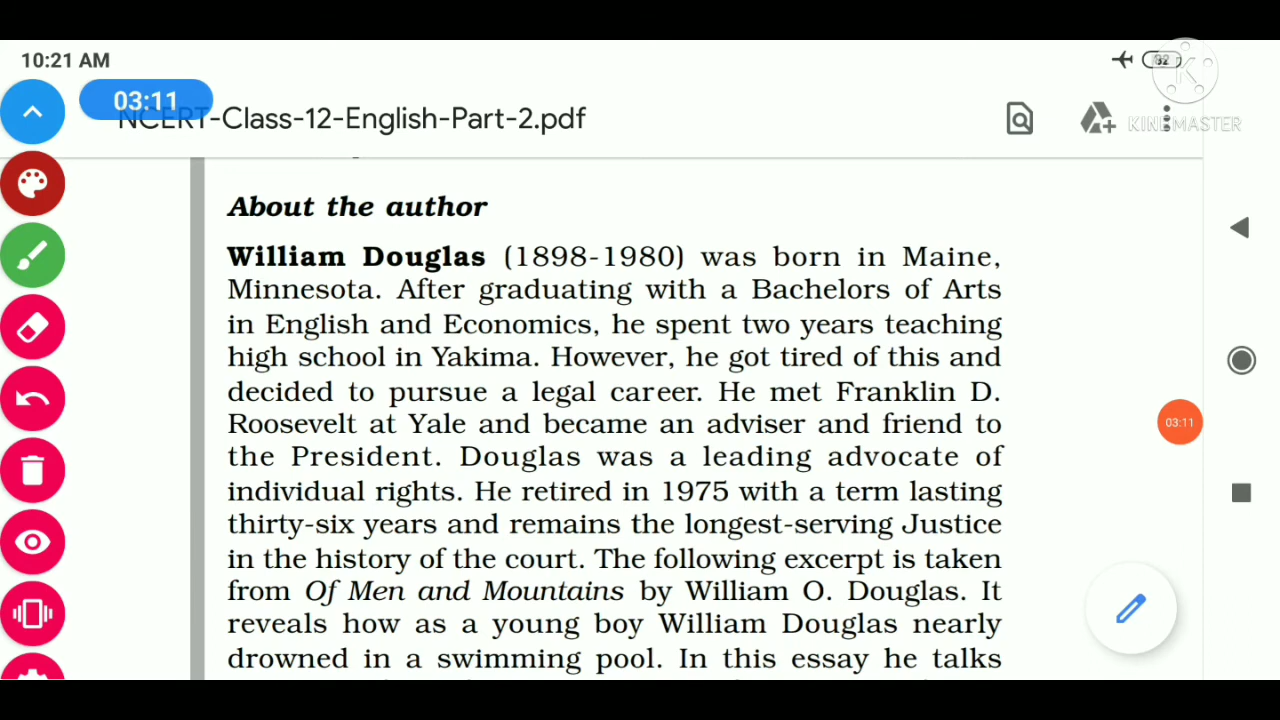 10:21 AM
32
03:11
NCERT-Class-12-English-Part-2.pdf
KINEMASTER
About the author
William Douglas (1898-1980) was born in Maine,
Minnesota. After graduating with a Bachelors of Arts
in English and Economics, he spent two years teaching
high school in Yakima. However, he got tired of this and
decided to pursue a legal career. He met Franklin D.
Roosevelt at Yale and became an adviser and friend to
the President. Douglas was a leading advocate of
individual rights. He retired in 1975 with a term lasting
thirty-six years and remains the longest-serving Justice
in the history of the court. The following excerpt is taken
from Of Men and Mountains by William O. Douglas. It
reveals how as a young boy William Douglas nearly
drowned in a swimming pool. In this essay he talks
03:11